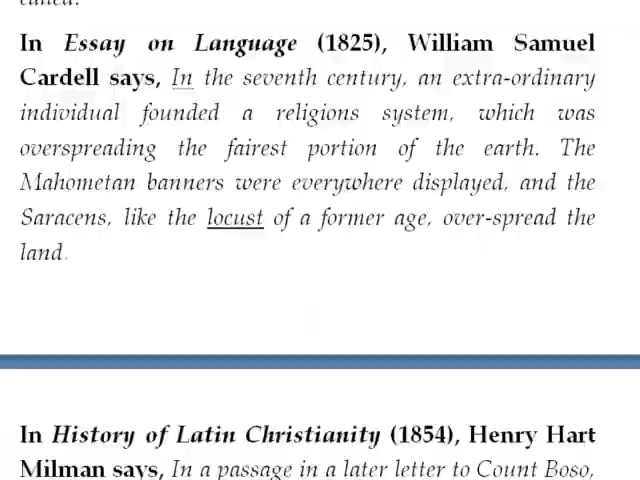 called.
In Essay on Language (1825), William Samuel
Cardell says, In the seventh century, an extra-ordinary
individual founded a religions system, which was
overspreading the fairest portion of the earth. The
Mahometan banners were everywhere displayed, and the
Saracens, like the locust of a former age, over-spread the
land.
In History of Latin Christianity (1854), Henry Hart
Milman says, In a passage in a later letter to Count Boso,